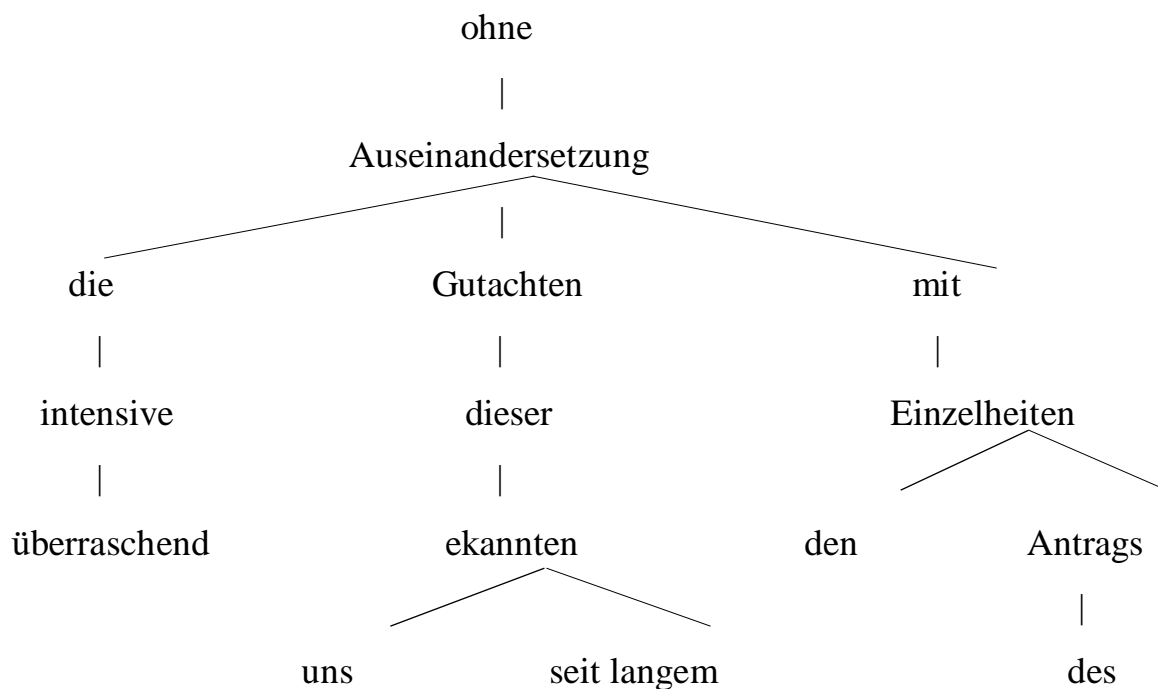 ohne
Auseinandersetzung
die Gutachten mit
intensive dieser Einzelheiten
überraschend ekannten den Antrags
uns seit langem des